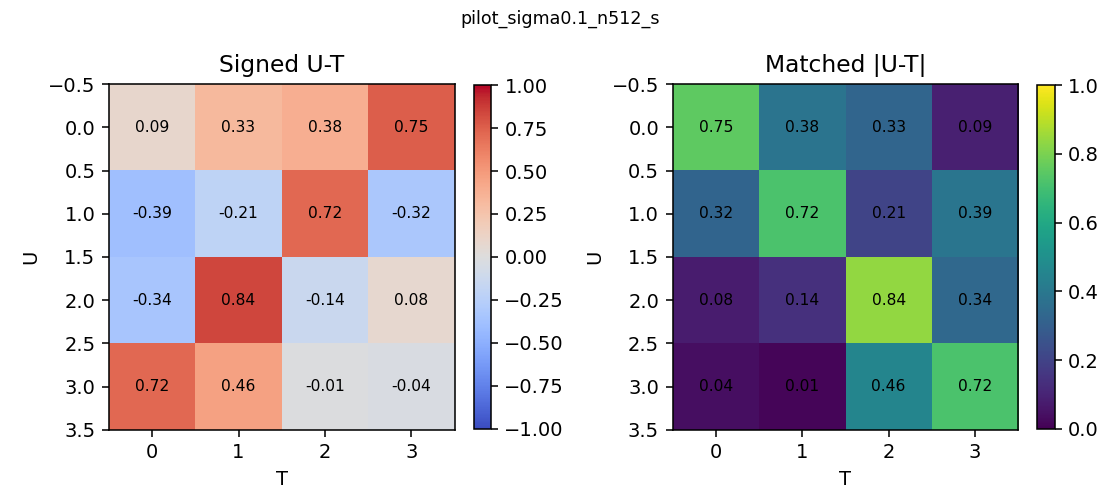 pilot_sigma0.1_n512_s
Signed U-T
−0.5
0.0
0.5
1.0
1.5
2.0
2.5
3.0
3.5
U
0.09 0.33 0.38 0.75
-0.39 -0.21 0.72 -0.32
-0.34 0.84 -0.14 0.08
0.72 0.46 -0.01 -0.04
0 1 2 3
T
1.00
0.75
0.50
0.25
0.00
−0.25
−0.50
−0.75
−1.00
Matched |U-T|
−0.5
0.0
0.5
1.0
1.5
2.0
2.5
3.0
3.5
U
0.75 0.38 0.33 0.09
0.32 0.72 0.21 0.39
0.08 0.14 0.84 0.34
0.04 0.01 0.46 0.72
0 1 2 3
T
1.0
0.8
0.6
0.4
0.2
0.0